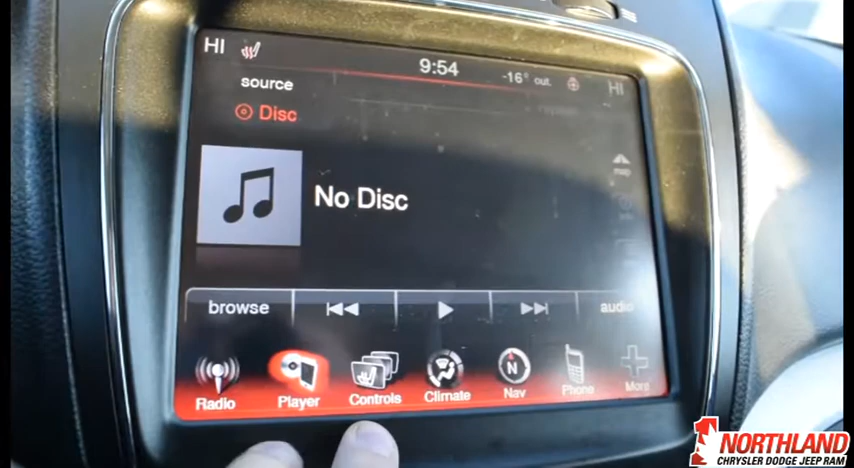 HI 9:54 -16° out. HI
source
Disc
map
No Disc
browse audio
Radio Player Controls Climate N Nav Phone More
1 NORTHLAND
CHRYSLER DODGE JEEP RAM